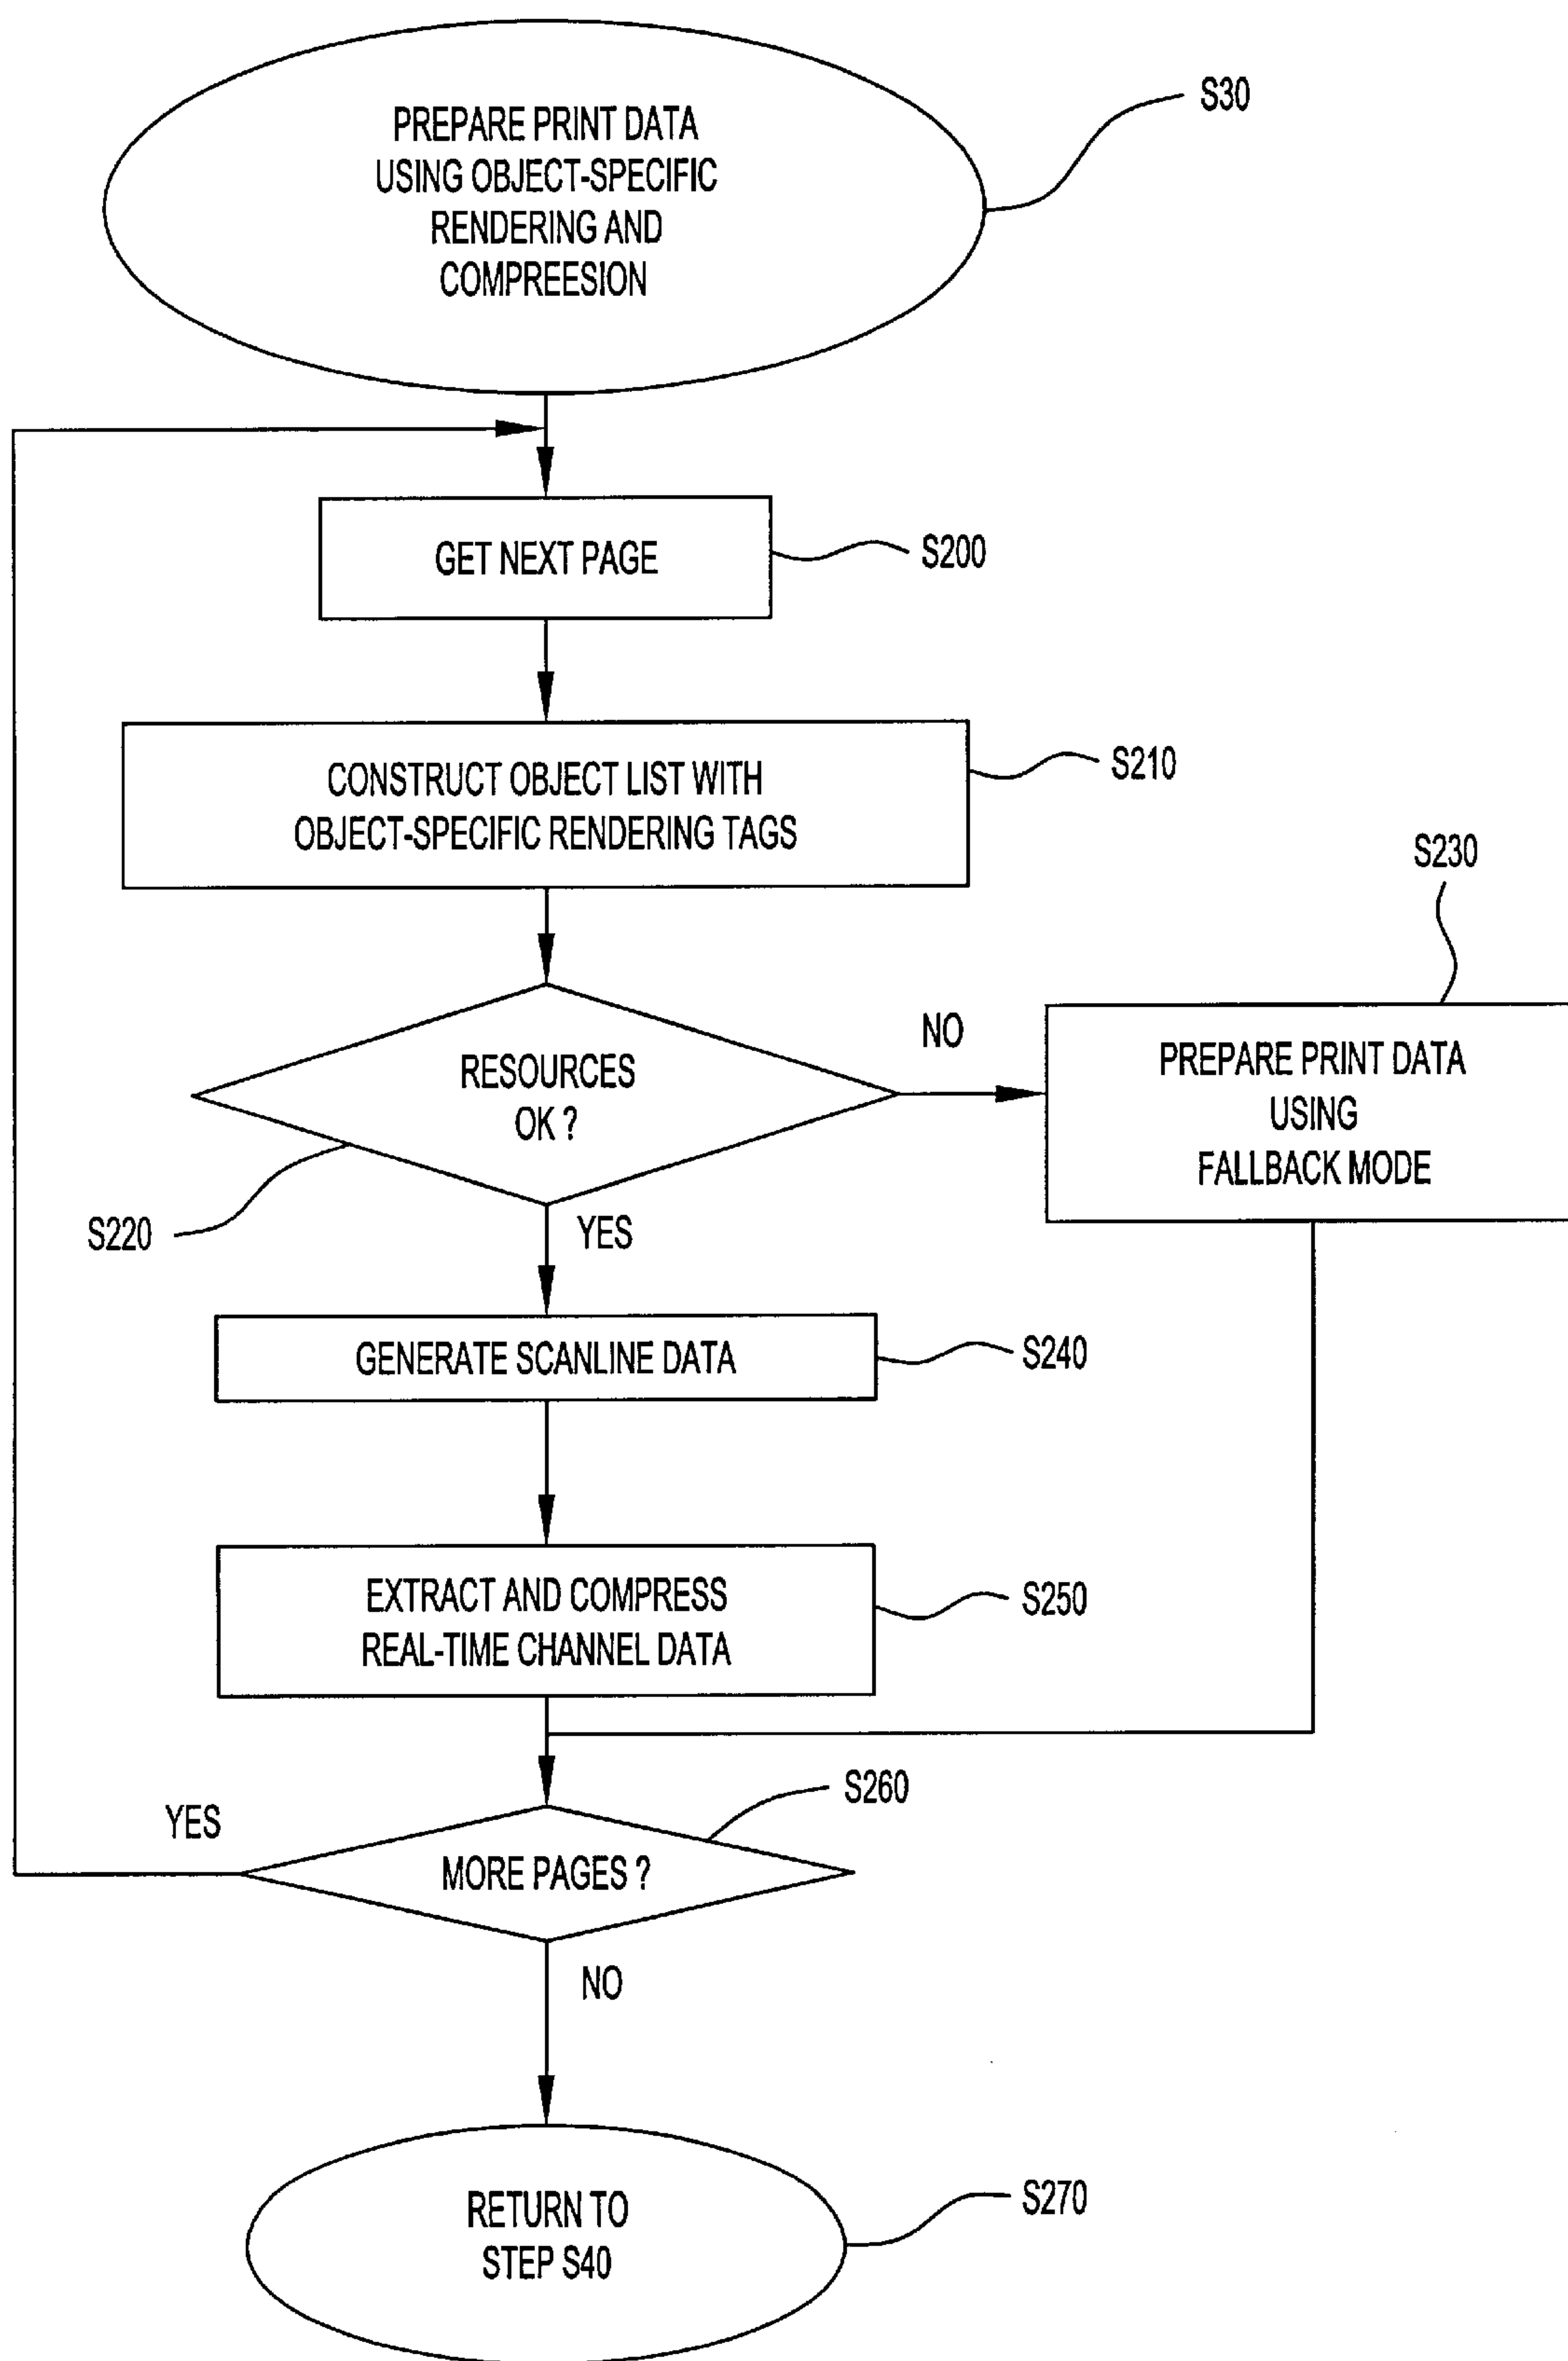 PREPARE PRINT DATA
USING OBJECT-SPECIFIC
RENDERING AND
COMPREESION
S30
GET NEXT PAGE
S200
CONSTRUCT OBJECT LIST WITH
OBJECT-SPECIFIC RENDERING TAGS
S210
RESOURCES
OK ?
S220
NO
YES
PREPARE PRINT DATA
USING
FALLBACK MODE
S230
GENERATE SCANLINE DATA
S240
EXTRACT AND COMPRESS
REAL-TIME CHANNEL DATA
S250
MORE PAGES ?
S260
YES
NO
RETURN TO
STEP S40
S270